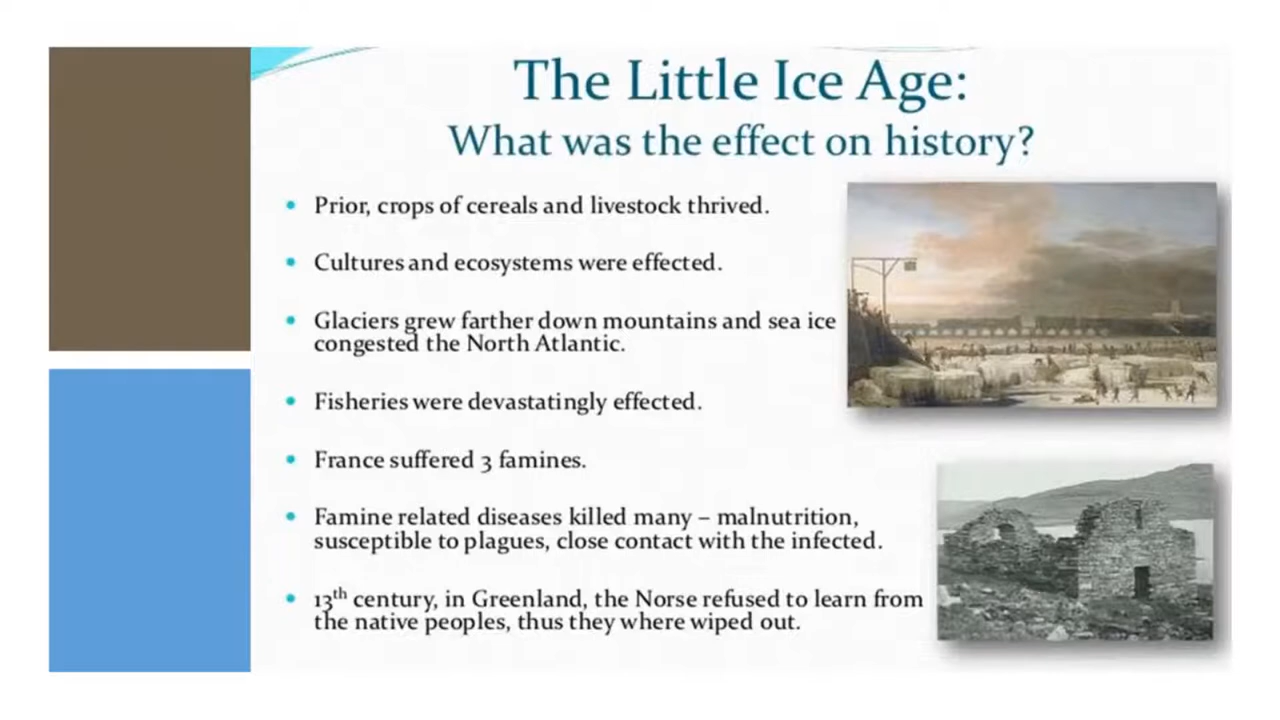 The Little Ice Age:
What was the effect on history?
• Prior, crops of cereals and livestock thrived.
• Cultures and ecosystems were effected.
• Glaciers grew farther down mountains and sea ice
congested the North Atlantic.
• Fisheries were devastatingly effected.
• France suffered 3 famines.
• Famine related diseases killed many – malnutrition,
susceptible to plagues, close contact with the infected.
• 13th century, in Greenland, the Norse refused to learn from
the native peoples, thus they where wiped out.